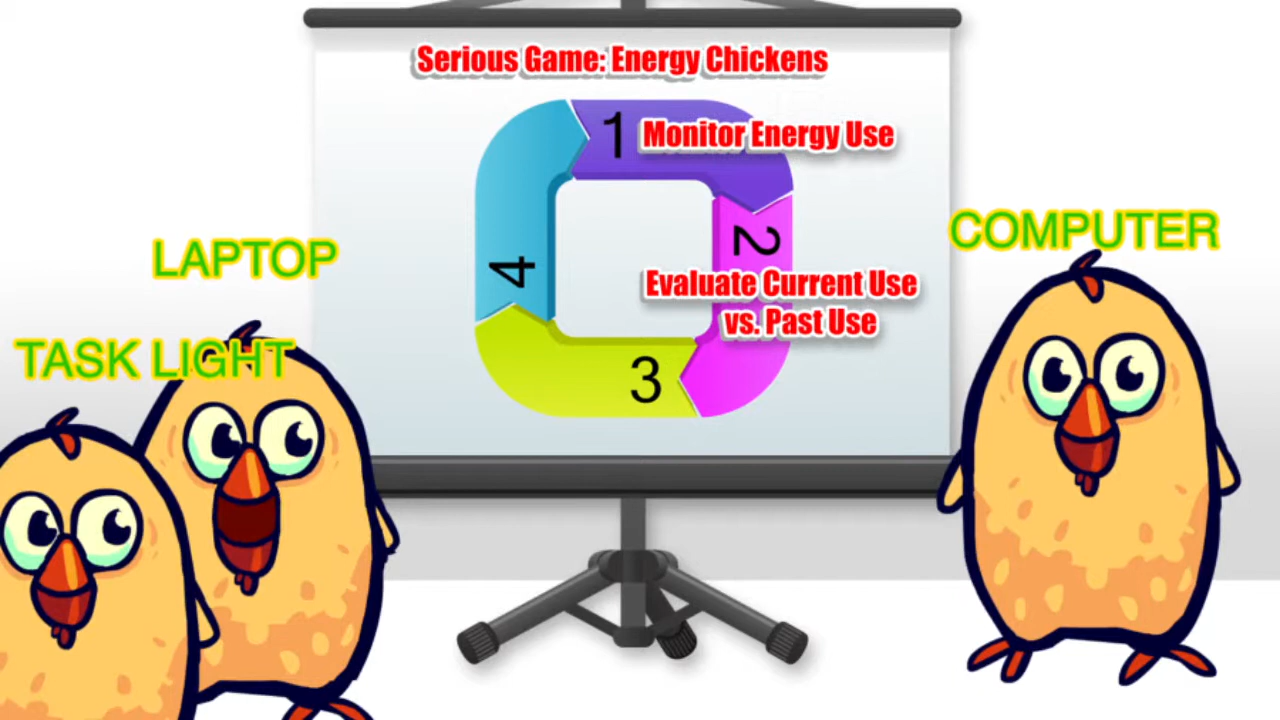 Serious Game: Energy Chickens
1 Monitor Energy Use
2
Evaluate Current Use
vs. Past Use
3
4
LAPTOP
TASK LIGHT
COMPUTER